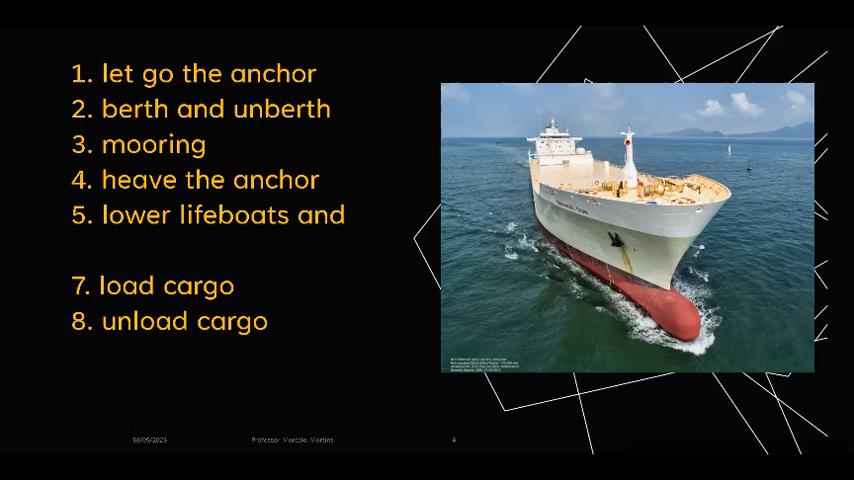 1. let go the anchor
2. berth and unberth
3. mooring
4. heave the anchor
5. lower lifeboats and
7. load cargo
8. unload cargo
Professor Marcelo Martins
4